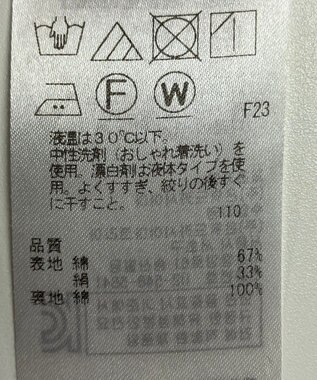 F
W
F23
液温は30℃以下。
中性洗剤（おしゃれ着洗い）を
使用。漂白剤は液体タイプを使
用。よくすすぎ、絞りの後すぐ
に干すこと。
110
品質
表地 綿 67%
絹 33%
裏地 綿 100%